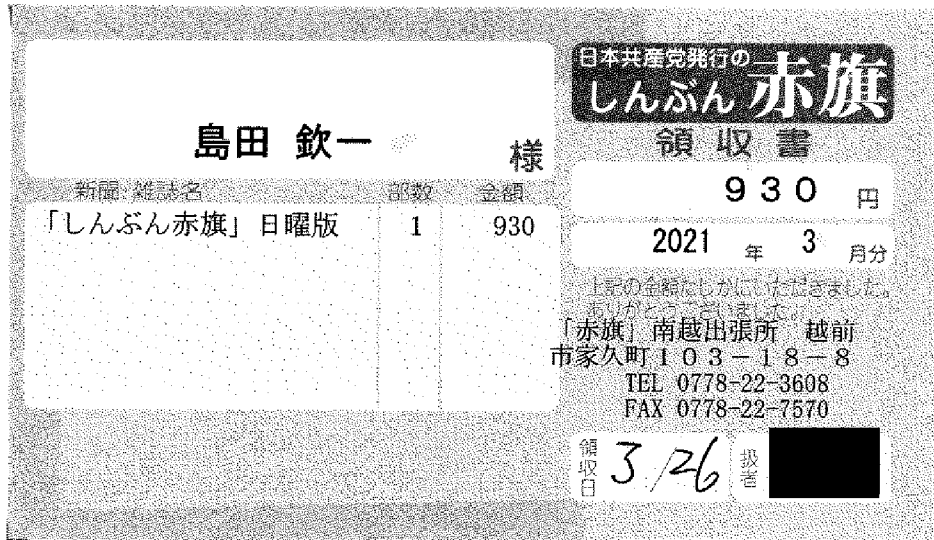 島田 欽一 様
新聞 雑誌名 部数 金額
「しんぶん赤旗」日曜版 1 930
日本共産党発行の
しんぶん赤旗
領収書
930 円
2021 年 3 月分
上記の金額たしかにいただきました。
ありがとうございました。
「赤旗」南越出張所 越前
市家久町103-18-8
TEL 0778-22-3608
FAX 0778-22-7570
領収日 3/26 扱者